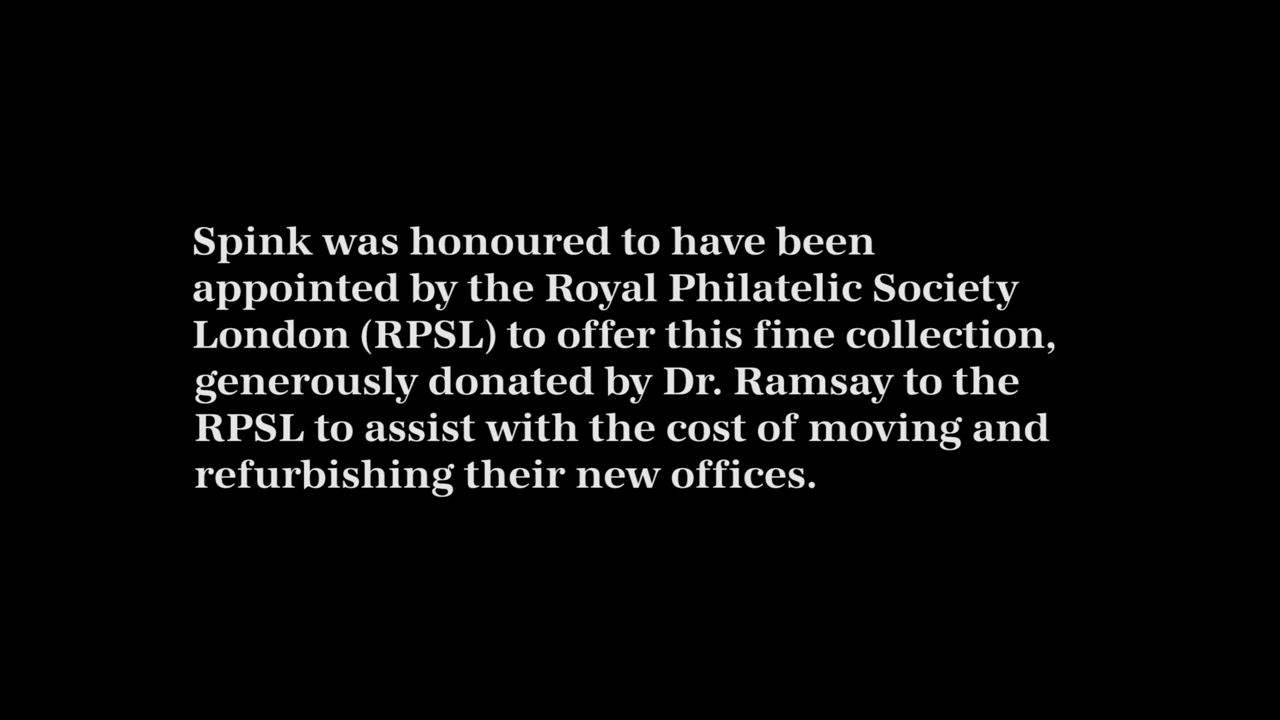 Spink was honoured to have been
appointed by the Royal Philatelic Society
London (RPSL) to offer this fine collection,
generously donated by Dr. Ramsay to the
RPSL to assist with the cost of moving and
refurbishing their new offices.